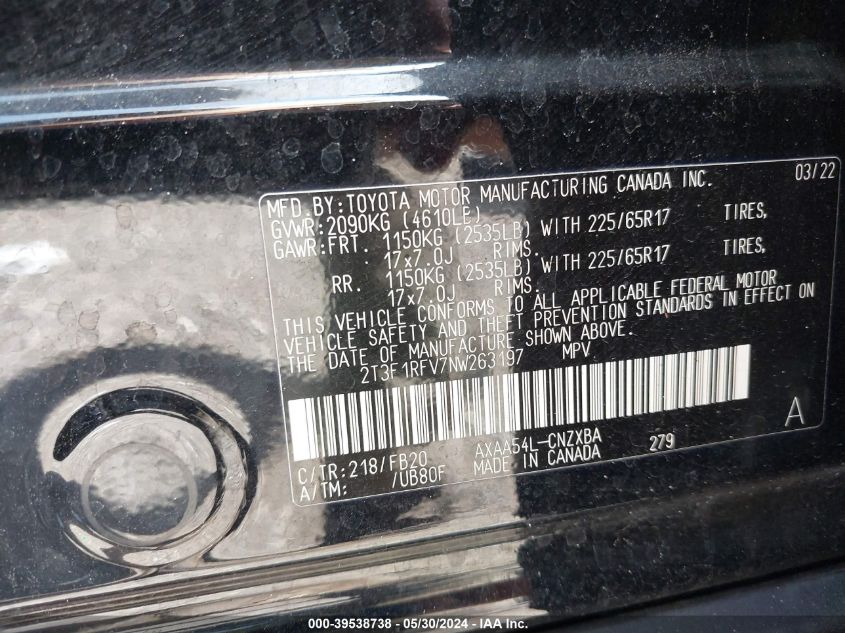 03/22
MFD.BY:TOYOTA MOTOR MANUFACTURING CANADA INC.
GVWR:2090KG (4610LB)
GAWR:FRT. 1150KG (2535LB) WITH 225/65R17 TIRES,
17x7.0J RIMS.
RR. 1150KG (2535LB) WITH 225/65R17 TIRES,
17x7.0J RIMS.
THIS VEHICLE CONFORMS TO ALL APPLICABLE FEDERAL MOTOR
VEHICLE SAFETY AND THEFT PREVENTION STANDARDS IN EFFECT ON
THE DATE OF MANUFACTURE SHOWN ABOVE.
2T3F1RFV7NW263197 MPV
C/TR:218/FB20 AXAA54L-CNZXBA 279 A
A/TM: /UB80F MADE IN CANADA
000-39538738 - 05/30/2024 - IAA Inc.